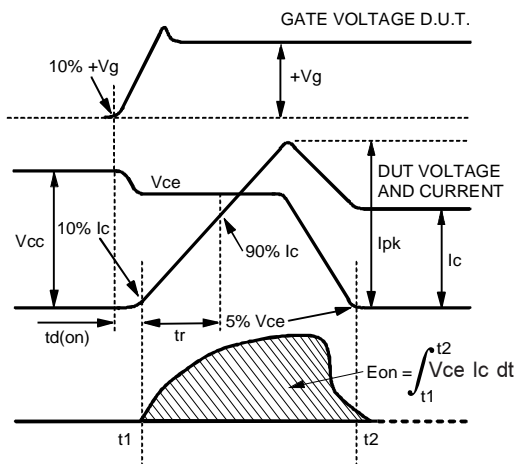 GATE VOLTAGE D.U.T.
10% +Vg
+Vg
Vce
DUT VOLTAGE
AND CURRENT
Vcc
10% Ic
90% Ic
Ipk
Ic
td(on)
tr
5% Vce
Eon = ∫ Vce Ic dt
t2
t1
t1
t2